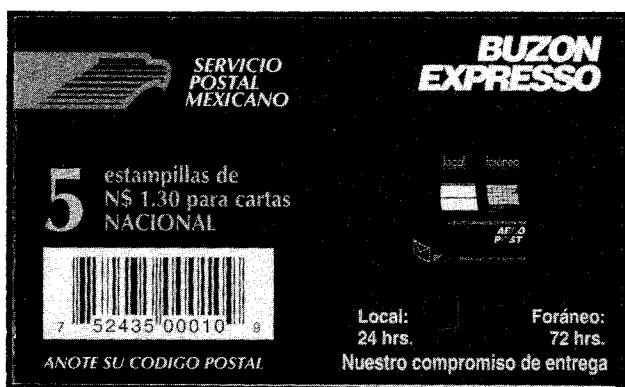 SERVICIO
POSTAL
MEXICANO
BUZON
EXPRESSO
5 estampillas de
N$ 1.30 para cartas
NACIONAL
local foráneo
7 52435 00010 9
Local:
24 hrs.
Foráneo:
72 hrs.
ANOTE SU CODIGO POSTAL
Nuestro compromiso de entrega